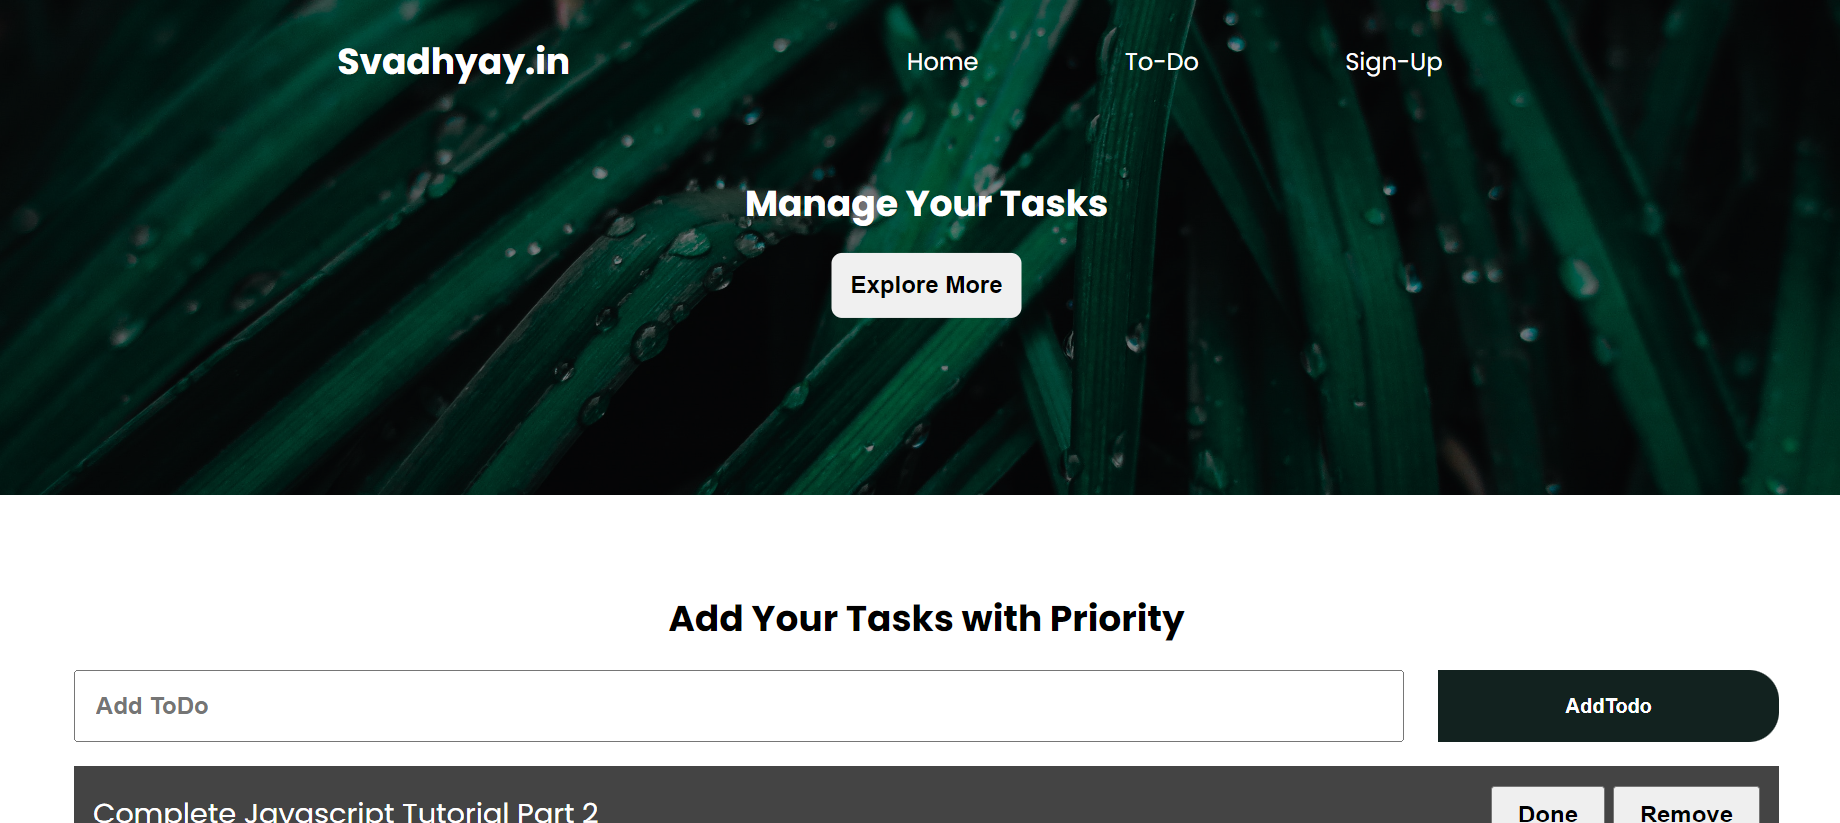 Svadhyay.in
Home To-Do Sign-Up
Manage Your Tasks
Explore More
Add Your Tasks with Priority
Add ToDo
AddTodo
Complete Javascript Tutorial Part 2
Done Remove